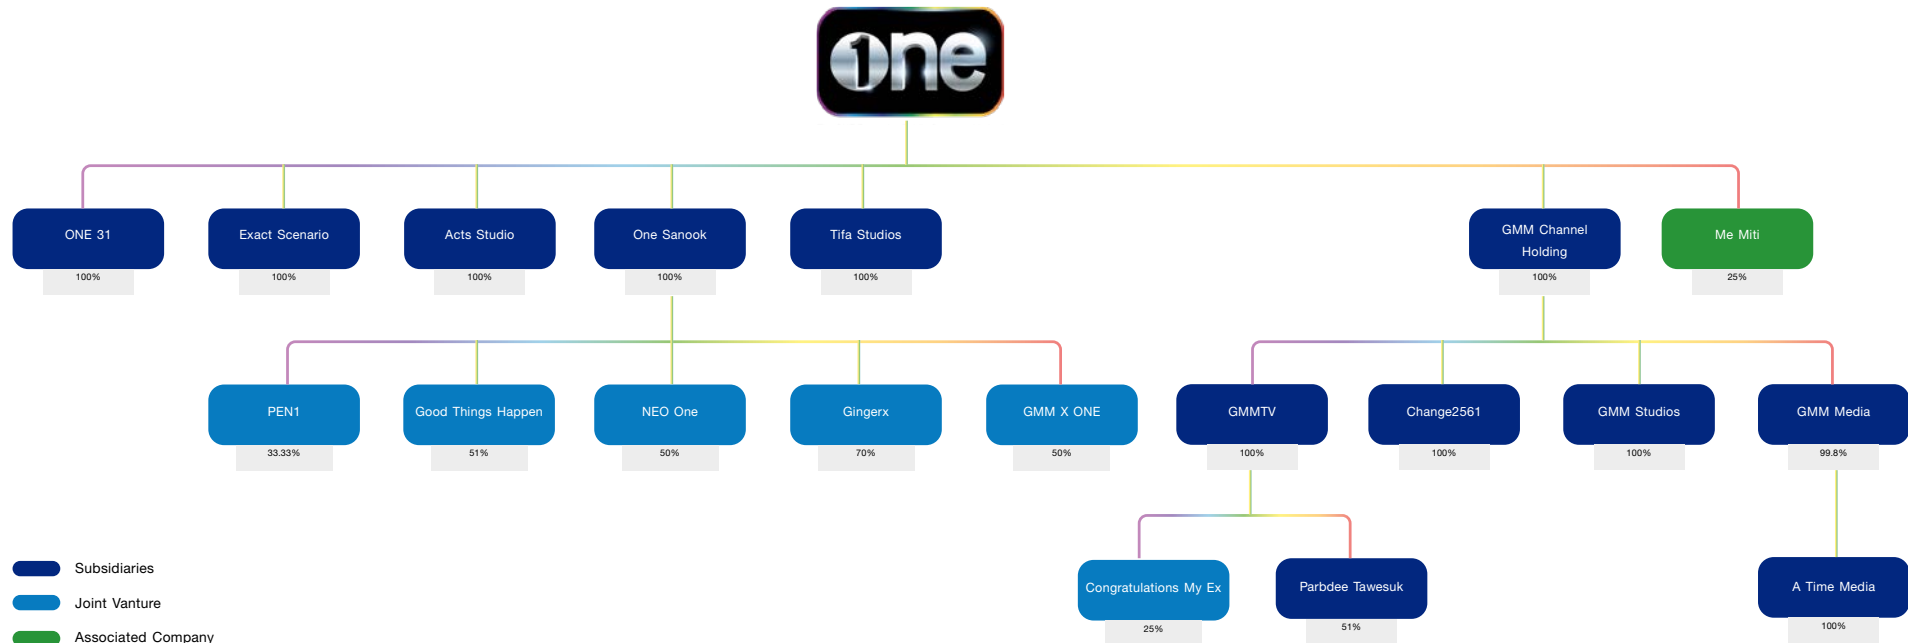 one
ONE 31
Exact Scenario
Acts Studio
One Sanook
Tifa Studios
GMM Channel
Holding
Me Miti
100%
100%
100%
100%
100%
100%
25%
PEN1
Good Things Happen
NEO One
Gingerx
GMM X ONE
GMMTV
Change2561
GMM Studios
GMM Media
33.33%
51%
50%
70%
50%
100%
100%
100%
99.8%
Congratulations My Ex
Parbdee Tawesuk
A Time Media
25%
51%
100%
Subsidiaries
Joint Vanture
Associated Company